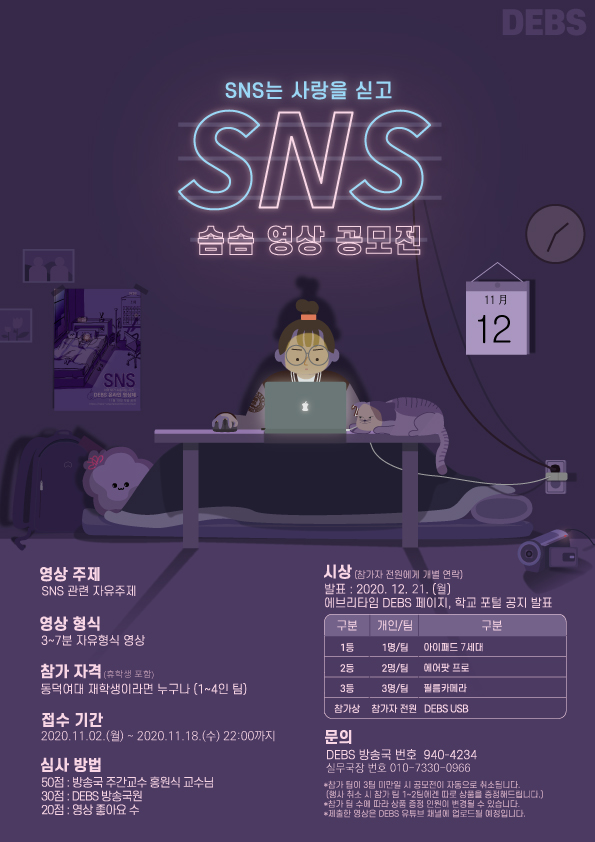 DEBS
SNS는 사랑을 싣고
SNS
솜솜 영상 공모전
11月
12
SNS
DEBS 온라인 영상제
영상 주제
SNS 관련 자유주제
영상 형식
3~7분 자유형식 영상
참가 자격 (휴학생 포함)
동덕여대 재학생이라면 누구나 (1~4인 팀)
접수 기간
2020.11.02.(월) ~ 2020.11.18.(수) 22:00까지
심사 방법
50점 : 방송국 주간교수 홍원식 교수님
30점 : DEBS 방송국원
20점 : 영상 좋아요 수
시상 (참가자 전원에게 개별 연락)
발표 : 2020. 12. 21. (월)
에브리타임 DEBS 페이지, 학교 포털 공지 발표
구분 개인/팀 구분
1등 1명/팀 아이패드 7세대
2등 2명/팀 에어팟 프로
3등 3명/팀 필름카메라
참가상 참가자 전원 DEBS USB
문의
DEBS 방송국 번호 940-4234
실무국장 번호 010-7330-0966
*참가 팀이 3팀 미만일 시 공모전이 자동으로 취소됩니다.
(행사 취소 시 참가 팀 1~2팀에겐 따로 상품을 증정해드립니다.)
*참가 팀 수에 따라 상품 증정 인원이 변경될 수 있습니다.
*제출한 영상은 DEBS 유튜브 채널에 업로드될 예정입니다.